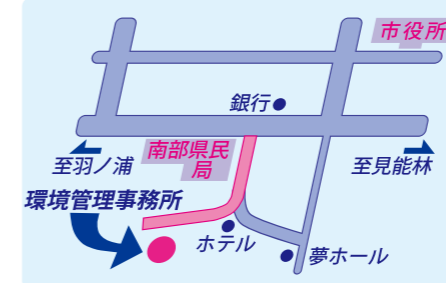 市役所
銀行
南部県民
局
至羽ノ浦
至見能林
環境管理事務所
ホテル
夢ホール